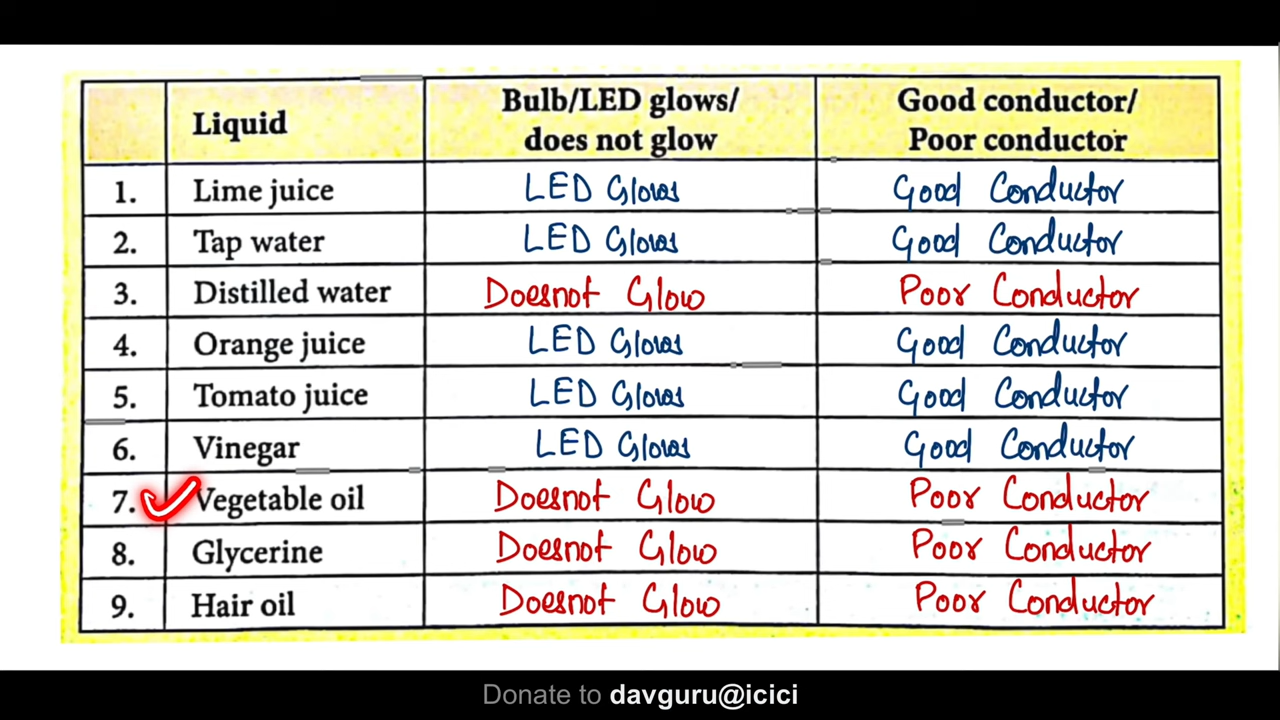 Liquid Bulb/LED glows/ Good conductor/
does not glow Poor conductor
1. Lime juice LED Glows Good Conductor
2. Tap water LED Glows Good Conductor
3. Distilled water Doesnot Glow Poor Conductor
4. Orange juice LED Glows Good Conductor
5. Tomato juice LED Glows Good Conductor
6. Vinegar LED Glows Good Conductor
7. Vegetable oil Doesnot Glow Poor Conductor
8. Glycerine Doesnot Glow Poor Conductor
9. Hair oil Doesnot Glow Poor Conductor
Donate to davguru@icici